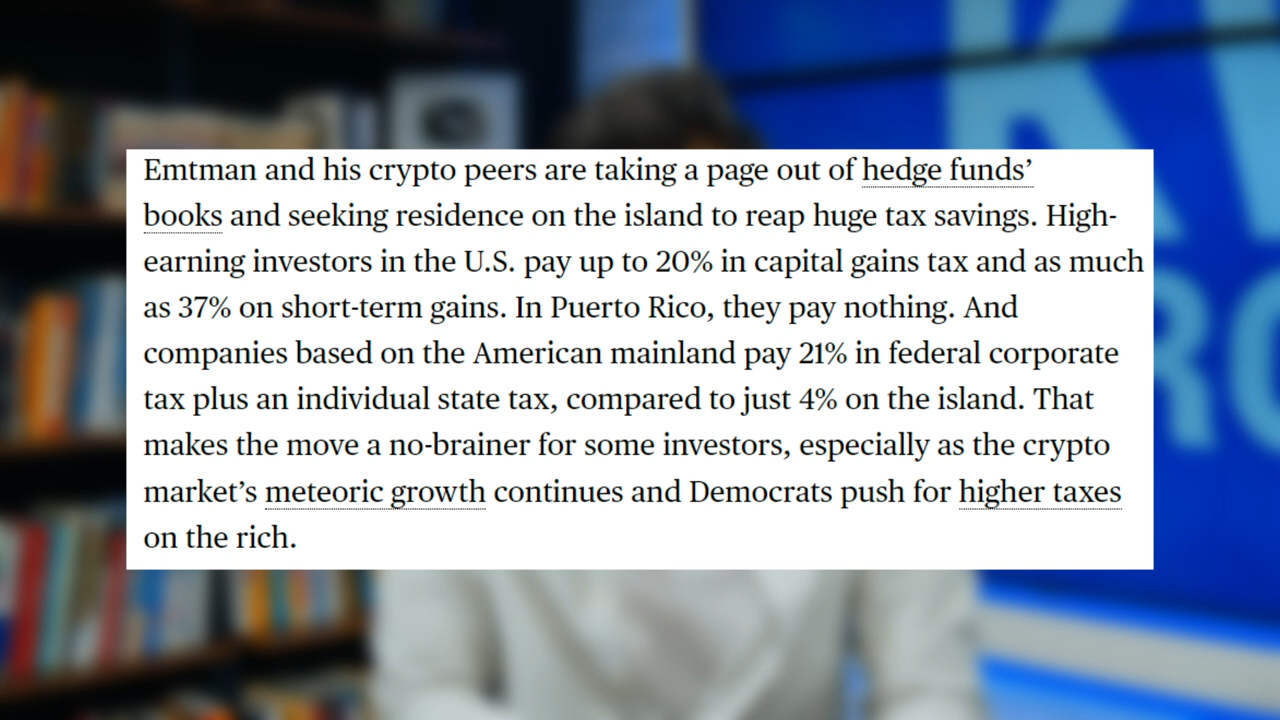 Emtman and his crypto peers are taking a page out of hedge funds’
books and seeking residence on the island to reap huge tax savings. High-
earning investors in the U.S. pay up to 20% in capital gains tax and as much
as 37% on short-term gains. In Puerto Rico, they pay nothing. And
companies based on the American mainland pay 21% in federal corporate
tax plus an individual state tax, compared to just 4% on the island. That
makes the move a no-brainer for some investors, especially as the crypto
market’s meteoric growth continues and Democrats push for higher taxes
on the rich.